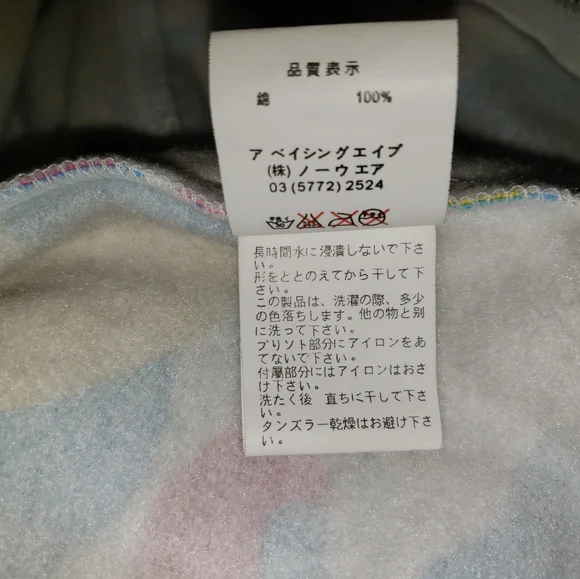 品質表示
綿 100%
ア ベイシングエイプ
(株) ノーウエア
03 (5772) 2524
長時間水に浸漬しないで下さ
い。
形をととのえてから干して下
さい。
この製品は、洗濯の際、多少
の色落ちします。他の物と別
に洗って下さい。
プリソト部分にアイロンをあ
てないで下さい。
付屬部分にはアイロンはおさ
け下さい。
洗たく後 直ちに干して下さ
い。
タンズラー乾燥はお避け下さ
い。